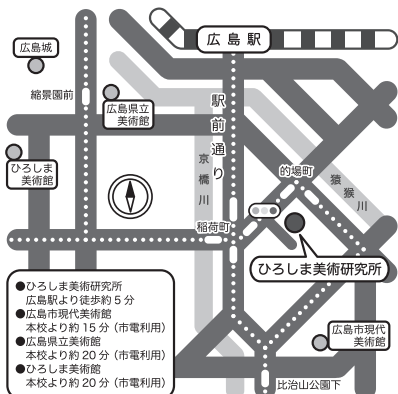 広島駅
広島城
縮景園前
広島県立
美術館
駅前通り
京橋川
ひろしま
美術館
的場町
猿猴川
稲荷町
ひろしま美術研究所
●ひろしま美術研究所
広島駅より徒歩約5分
●広島市現代美術館
本校より約15分（市電利用）
●広島県立美術館
本校より約20分（市電利用）
●ひろしま美術館
本校より約20分（市電利用）
広島市現代
美術館
比治山公園下